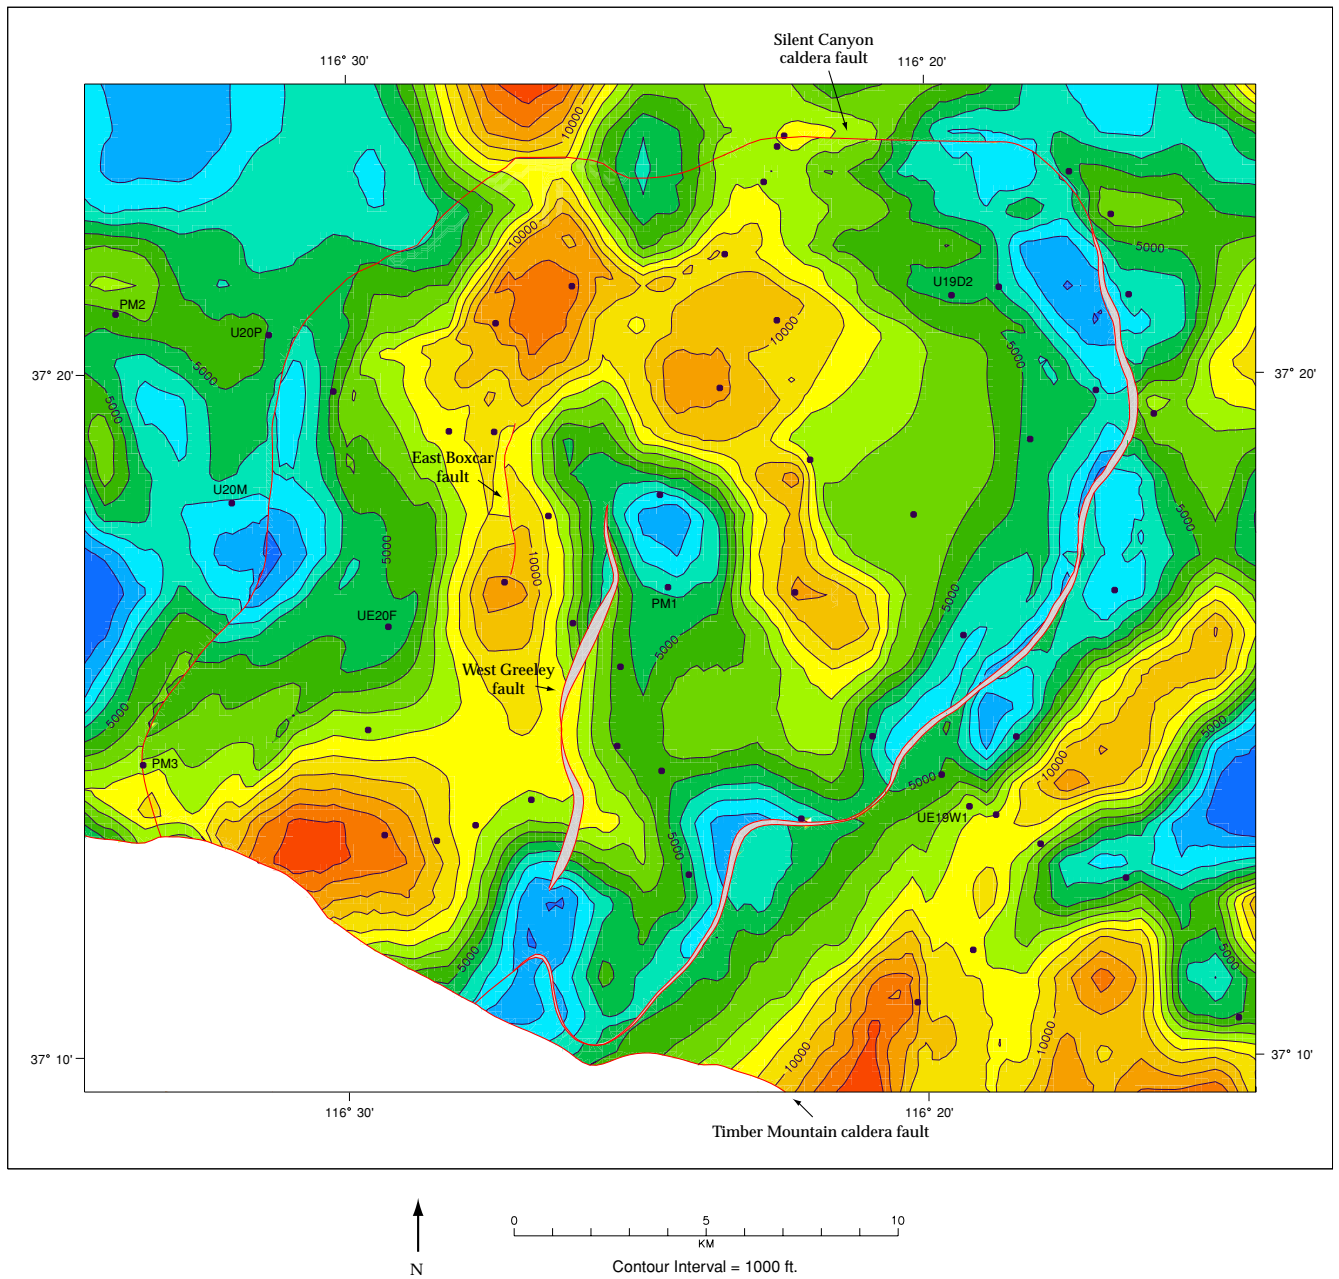 Silent Canyon
caldera fault
116° 30'
116° 20'
10000
10000
5000
PM2
U19D2
U20P
10000
5000
5000
37° 20'
37° 20'
5000
East Boxcar
fault
U20M
5000
5000
10000
5000
PM1
UE20F
5000
West Greeley
fault
5000
5000
PM3
10000
5000
UE19W1
5000
5000
5000
10000
10000
37° 10'
37° 10'
116° 30'
116° 20'
Timber Mountain caldera fault
N
0 5 10
KM
Contour Interval = 1000 ft.